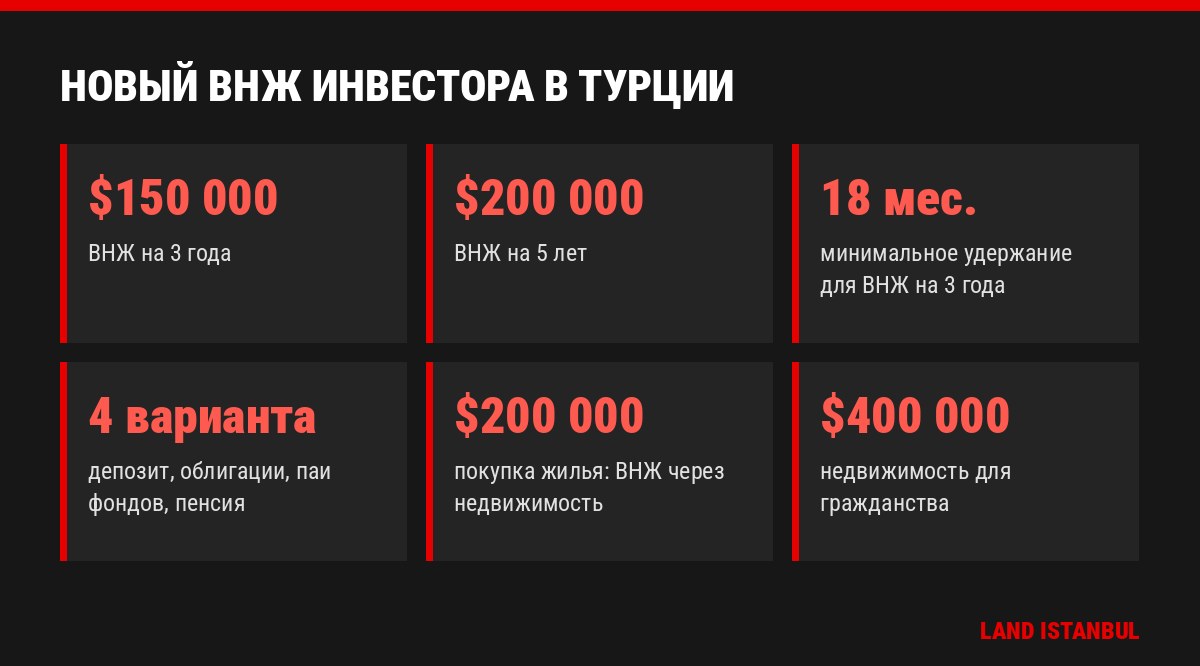 НОВЫЙ ВНЖ ИНВЕСТОРА В ТУРЦИИ
$150 000
ВНЖ на 3 года
$200 000
ВНЖ на 5 лет
18 мес.
минимальное удержание
для ВНЖ на 3 года
4 варианта
депозит, облигации, паи
фондов, пенсия
$200 000
покупка жилья: ВНЖ через
недвижимость
$400 000
недвижимость для
гражданства
LAND ISTANBUL